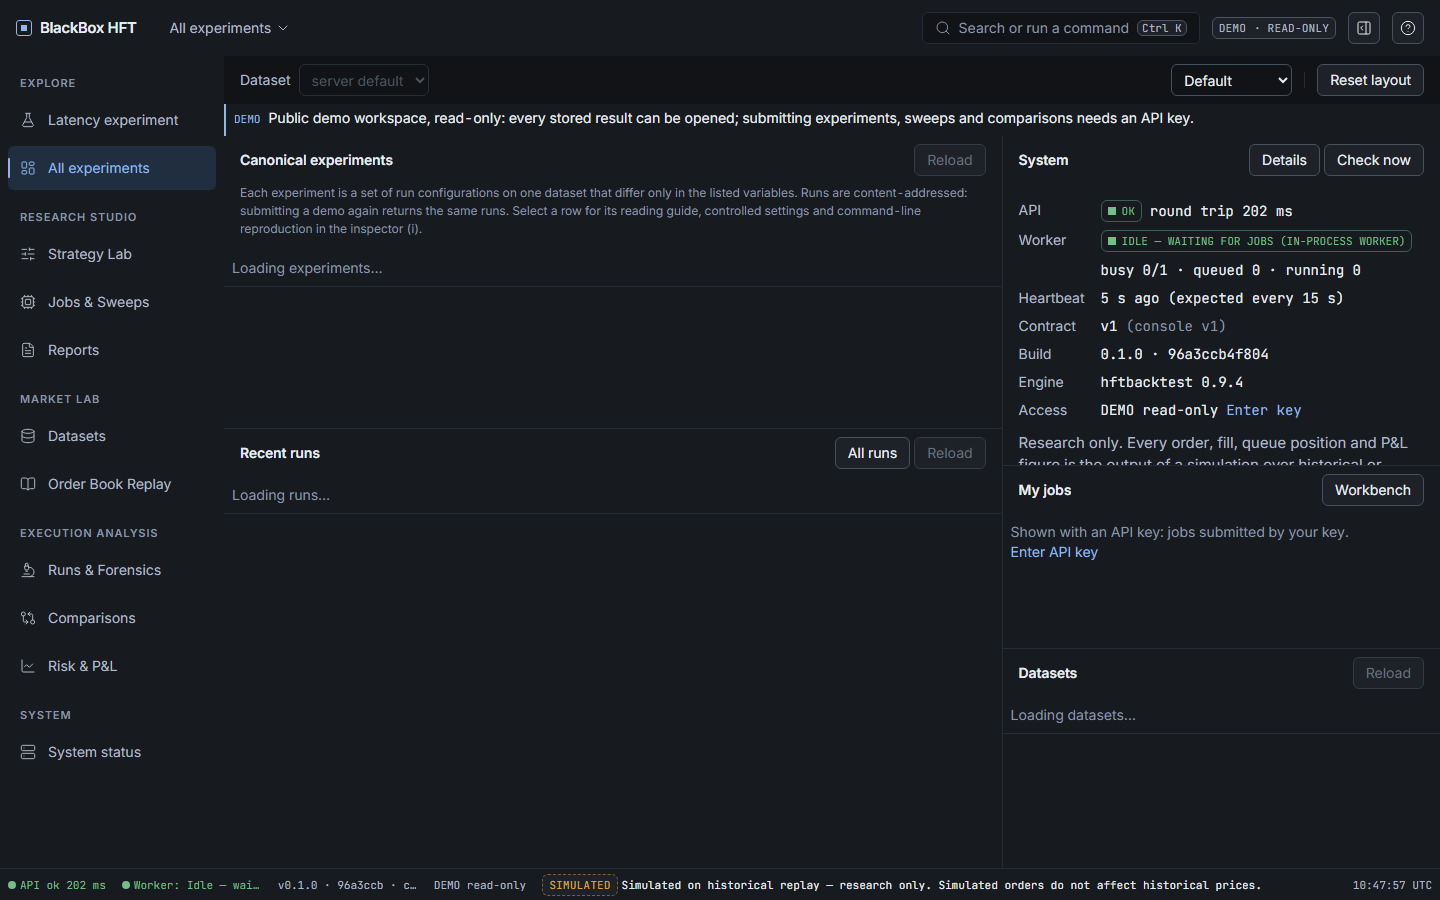 BlackBox HFT
All experiments
Search or run a command Ctrl K
DEMO · READ-ONLY
EXPLORE
Latency experiment
All experiments
RESEARCH STUDIO
Strategy Lab
Jobs & Sweeps
Reports
MARKET LAB
Datasets
Order Book Replay
EXECUTION ANALYSIS
Runs & Forensics
Comparisons
Risk & P&L
SYSTEM
System status
Dataset server default
Default
Reset layout
DEMO Public demo workspace, read-only: every stored result can be opened; submitting experiments, sweeps and comparisons needs an API key.
Canonical experiments
Reload
Each experiment is a set of run configurations on one dataset that differ only in the listed variables. Runs are content-addressed:
submitting a demo again returns the same runs. Select a row for its reading guide, controlled settings and command-line
reproduction in the inspector (i).
Loading experiments…
Recent runs
All runs
Reload
Loading runs…
System
Details
Check now
API OK round trip 202 ms
Worker IDLE — WAITING FOR JOBS (IN-PROCESS WORKER)
busy 0/1 · queued 0 · running 0
Heartbeat 5 s ago (expected every 15 s)
Contract v1 (console v1)
Build 0.1.0 · 96a3ccb4f804
Engine hftbacktest 0.9.4
Access DEMO read-only Enter key
Research only. Every order, fill, queue position and P&L
figure is the output of a simulation over historical or
My jobs
Workbench
Shown with an API key: jobs submitted by your key.
Enter API key
Datasets
Reload
Loading datasets…
API ok 202 ms
Worker: Idle — wai…
v0.1.0 · 96a3ccb · c…
DEMO read-only
SIMULATED Simulated on historical replay — research only. Simulated orders do not affect historical prices.
10:47:57 UTC